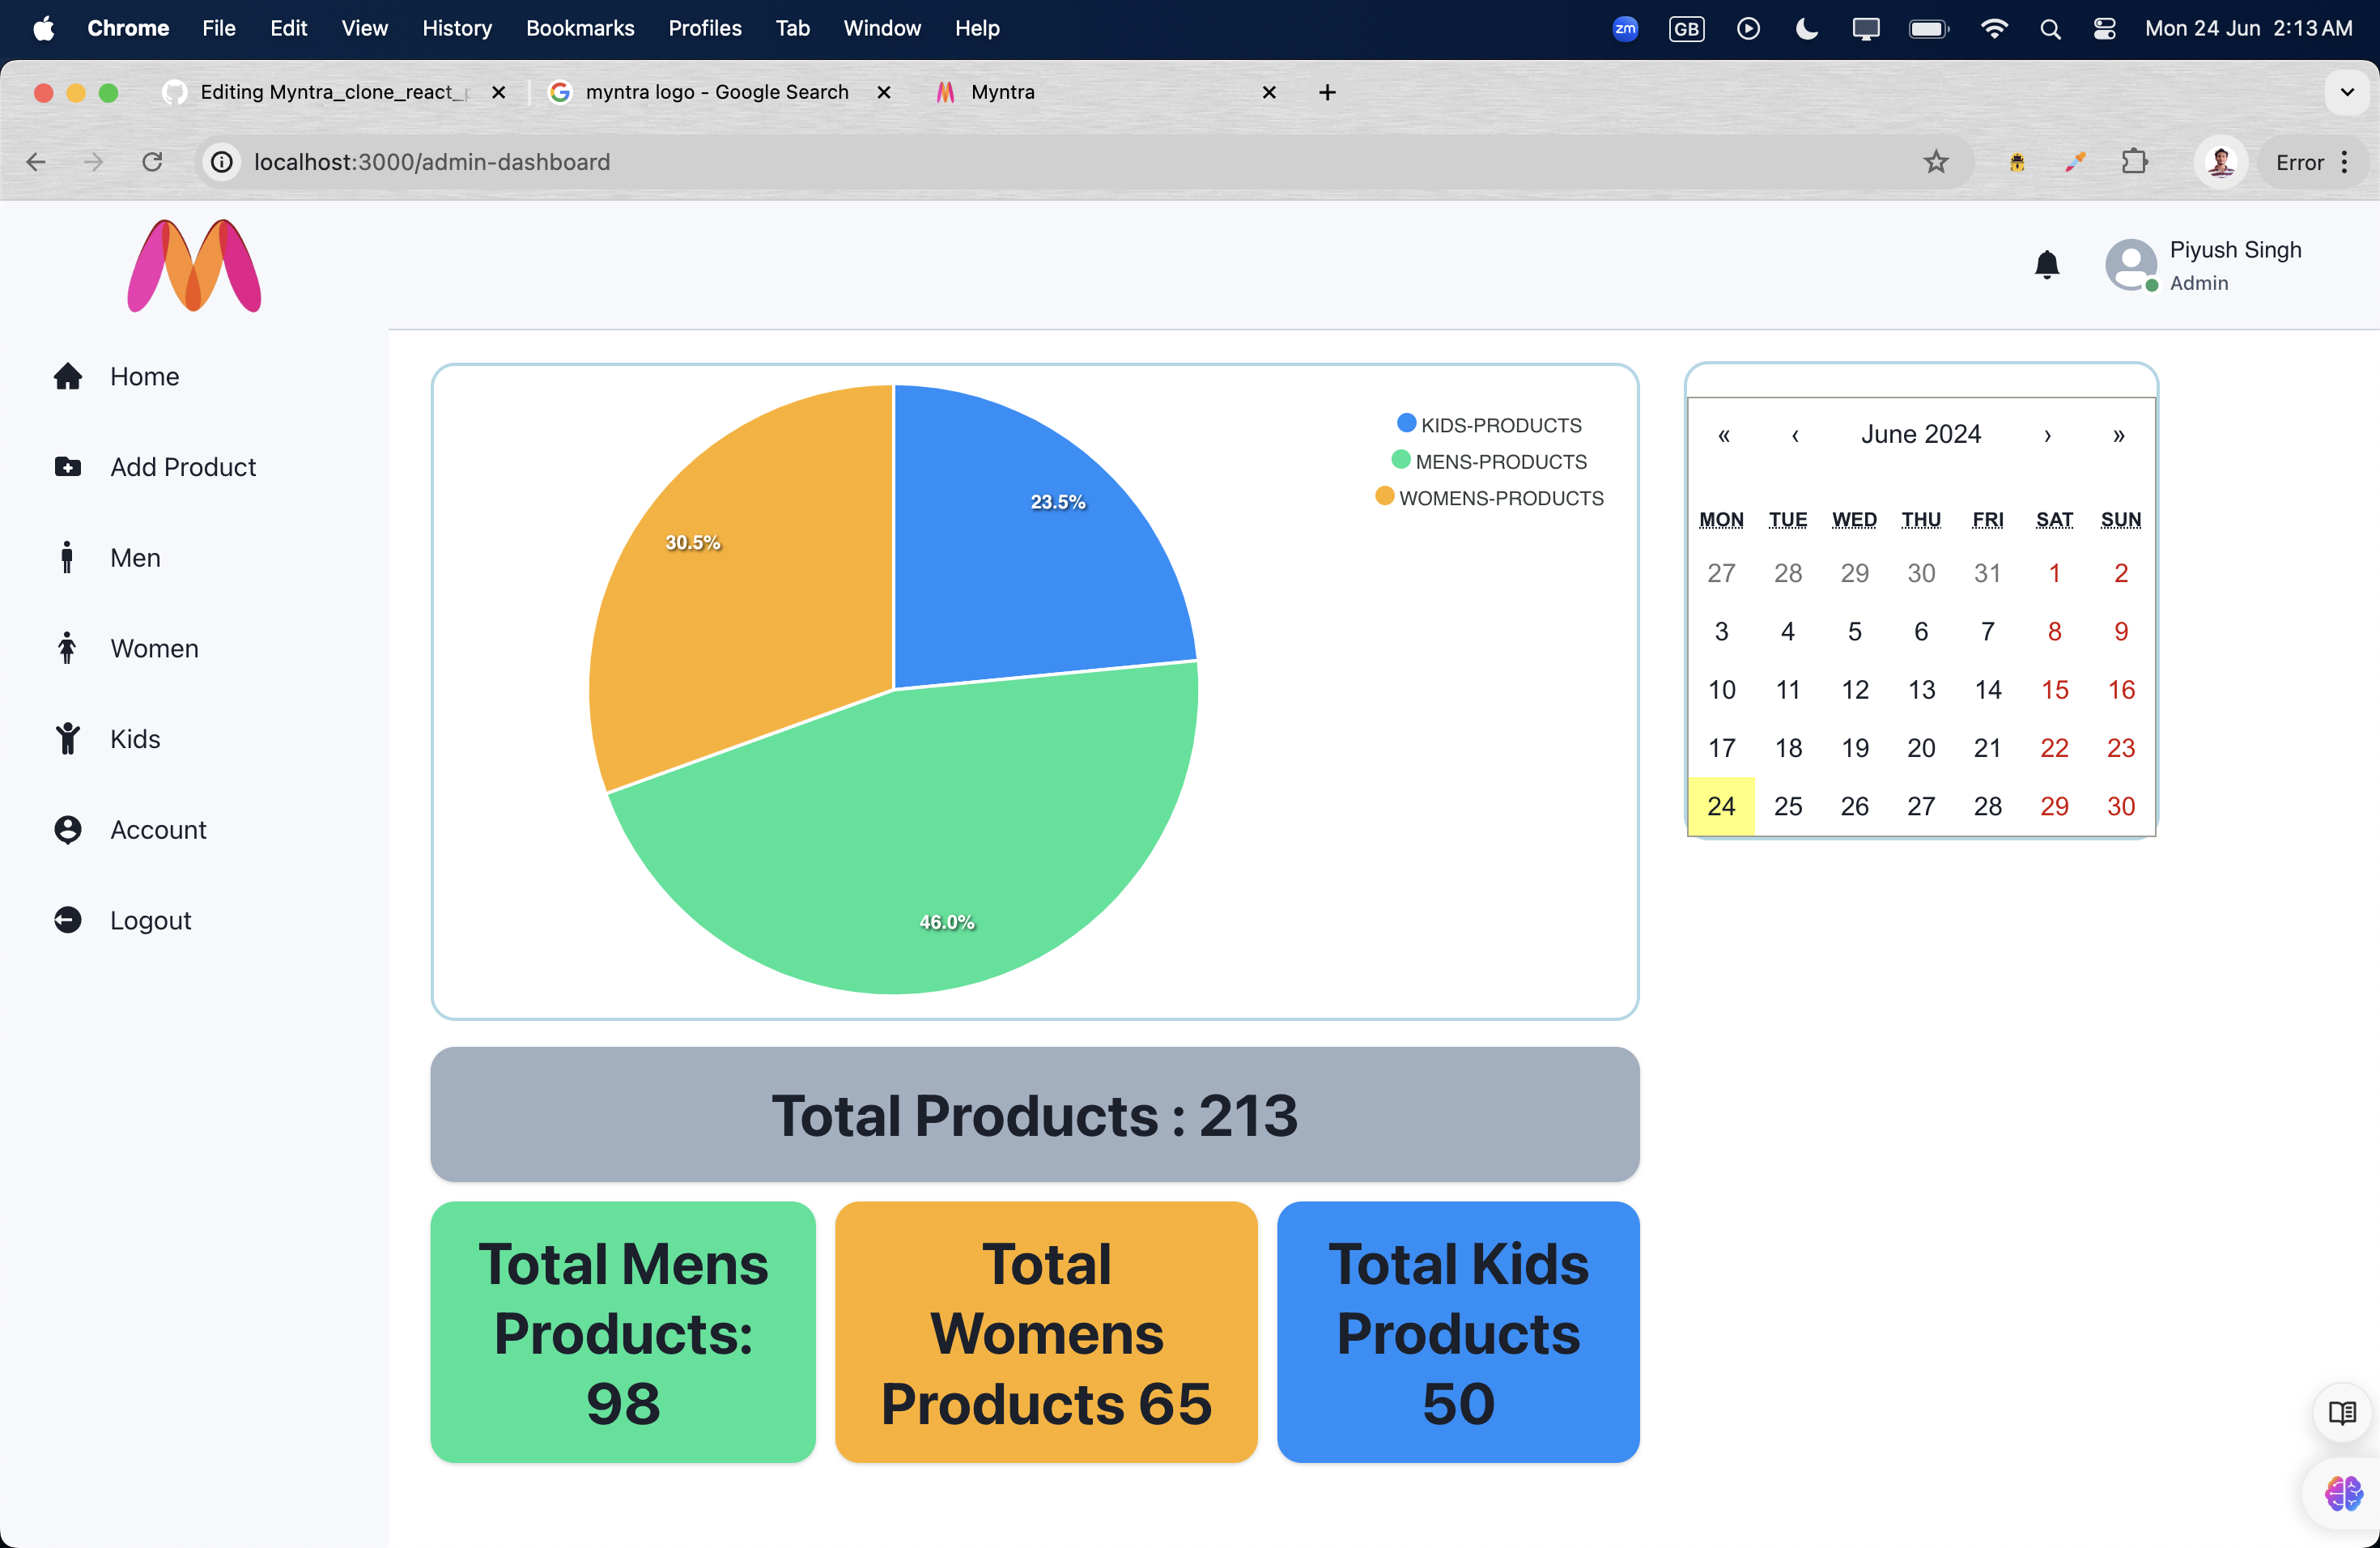 Chrome File Edit View History Bookmarks Profiles Tab Window Help zm GB Mon 24 Jun 2:13 AM
Editing Myntra_clone_react_ myntra logo - Google Search Myntra
localhost:3000/admin-dashboard Error
Piyush Singh
Admin
Home
Add Product
Men
Women
Kids
Account
Logout
23.5%
30.5%
46.0%
KIDS-PRODUCTS
MENS-PRODUCTS
WOMENS-PRODUCTS
« ‹ June 2024 › »
MON TUE WED THU FRI SAT SUN
27 28 29 30 31 1 2
3 4 5 6 7 8 9
10 11 12 13 14 15 16
17 18 19 20 21 22 23
24 25 26 27 28 29 30
Total Products : 213
Total Mens
Products:
98
Total
Womens
Products 65
Total Kids
Products
50